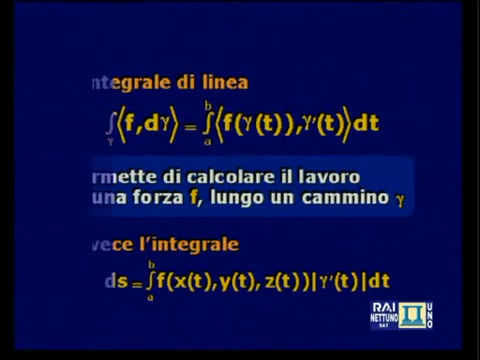 ntegrale di linea
∫γ⟨f,dγ⟩ = ∫ab⟨f(γ(t)),γ'(t)⟩dt
rmette di calcolare il lavoro
una forza f, lungo un cammino γ
vece l'integrale
ds = ∫ab f(x(t),y(t),z(t))|γ'(t)|dt
RAI
NETTUNO
SAT
UNO